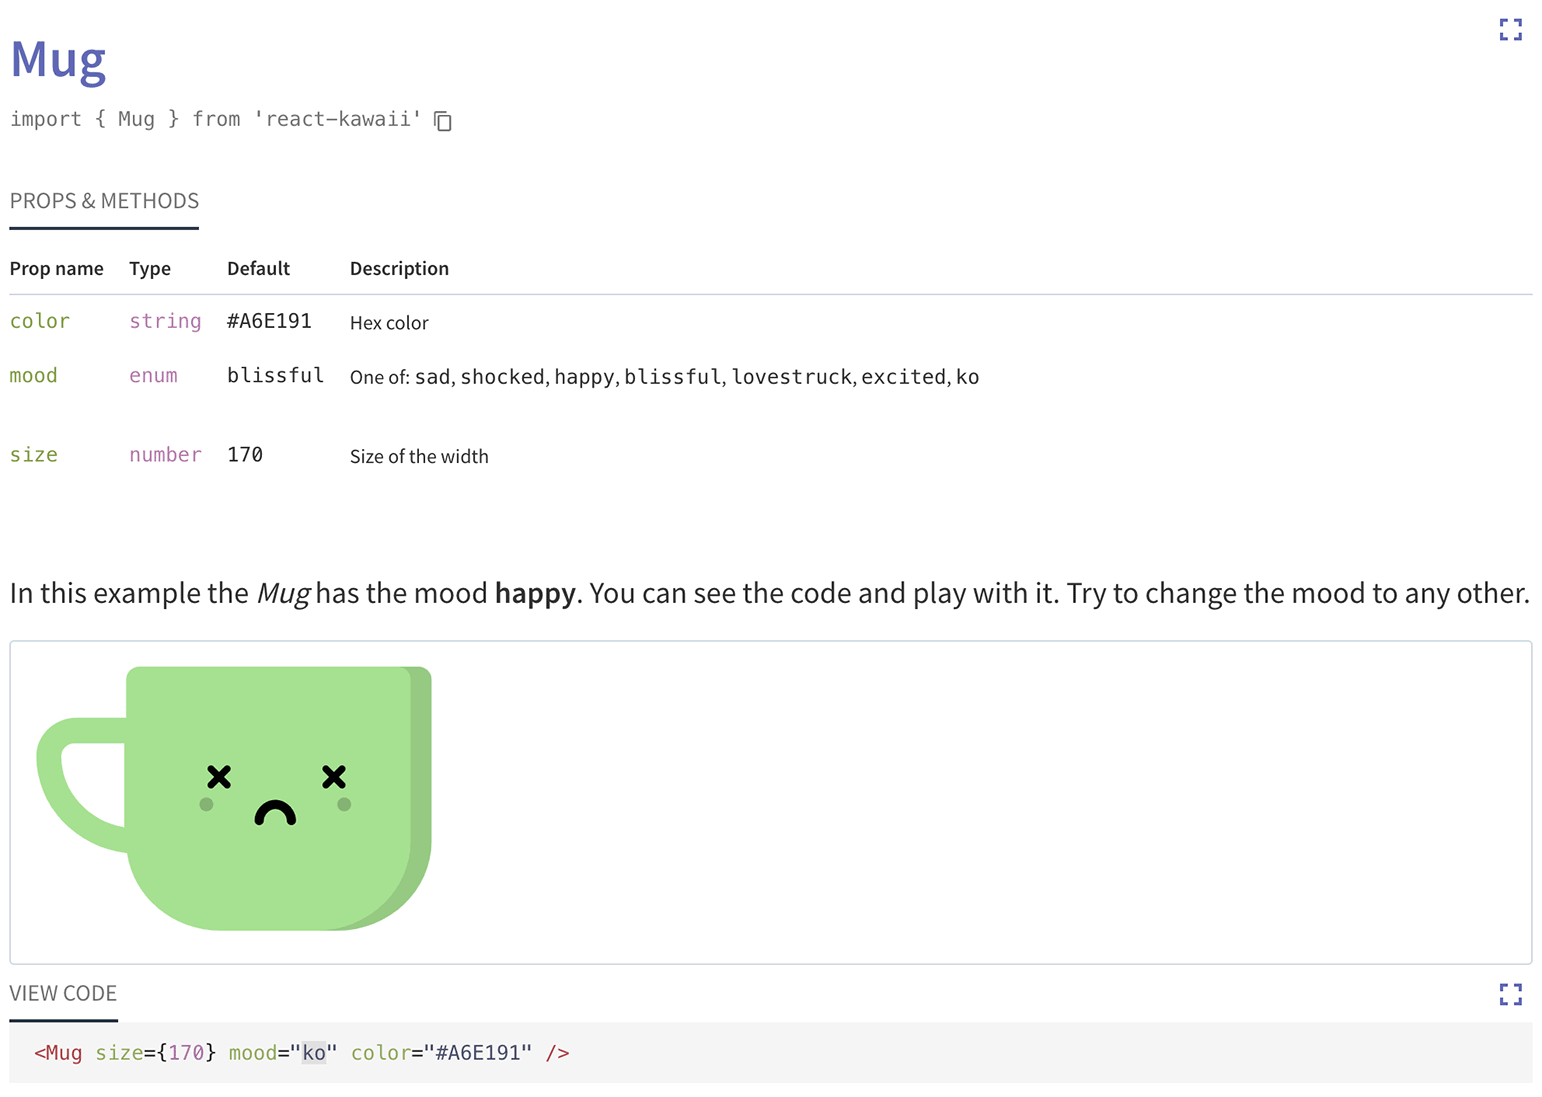 Mug
import { Mug } from 'react-kawaii'
PROPS & METHODS
Prop name Type Default Description
color string #A6E191 Hex color
mood enum blissful One of: sad, shocked, happy, blissful, lovestruck, excited, ko
size number 170 Size of the width
In this example the Mug has the mood happy. You can see the code and play with it. Try to change the mood to any other.
VIEW CODE
<Mug size={170} mood="ko" color="#A6E191" />